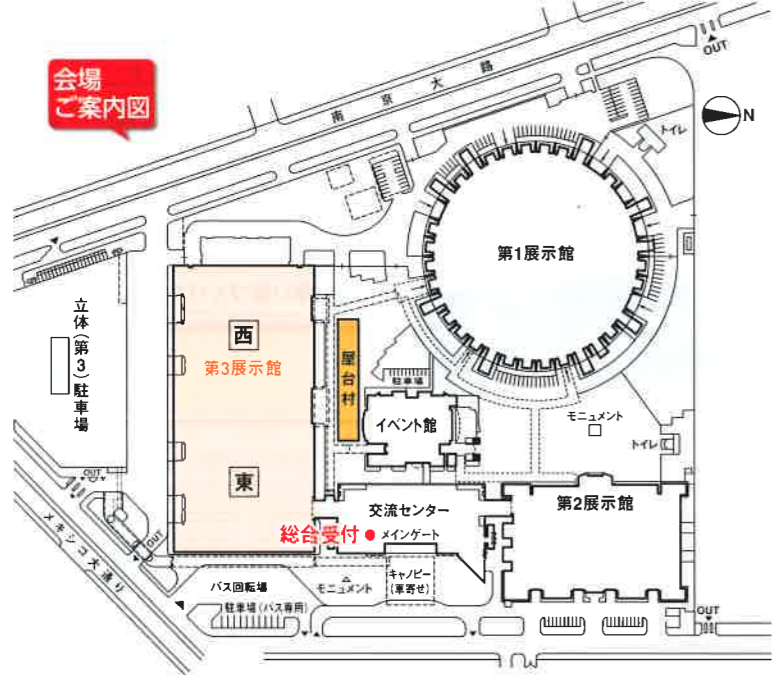 会場
ご案内図
南京大路
OUT
N
トイレ
第1展示館
立体(第3)駐車場
西
第3展示館
屋台村
駐車場
イベント館
モニュメント
トイレ
東
OUT
交流センター
第2展示館
総合受付
メインゲート
OUT
メキシコ大通り
バス回転場
モニュメント
キャノピー
(車寄せ)
駐車場(バス専用)
OUT